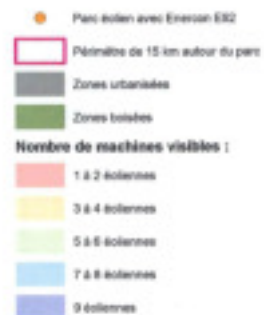 Parc éolien avec Enercon E82
Périmètre de 15 km autour du parc
Zones urbanisées
Zones boisées
Nombre de machines visibles :
1 à 2 éoliennes
3 à 4 éoliennes
5 à 6 éoliennes
7 à 8 éoliennes
9 éoliennes